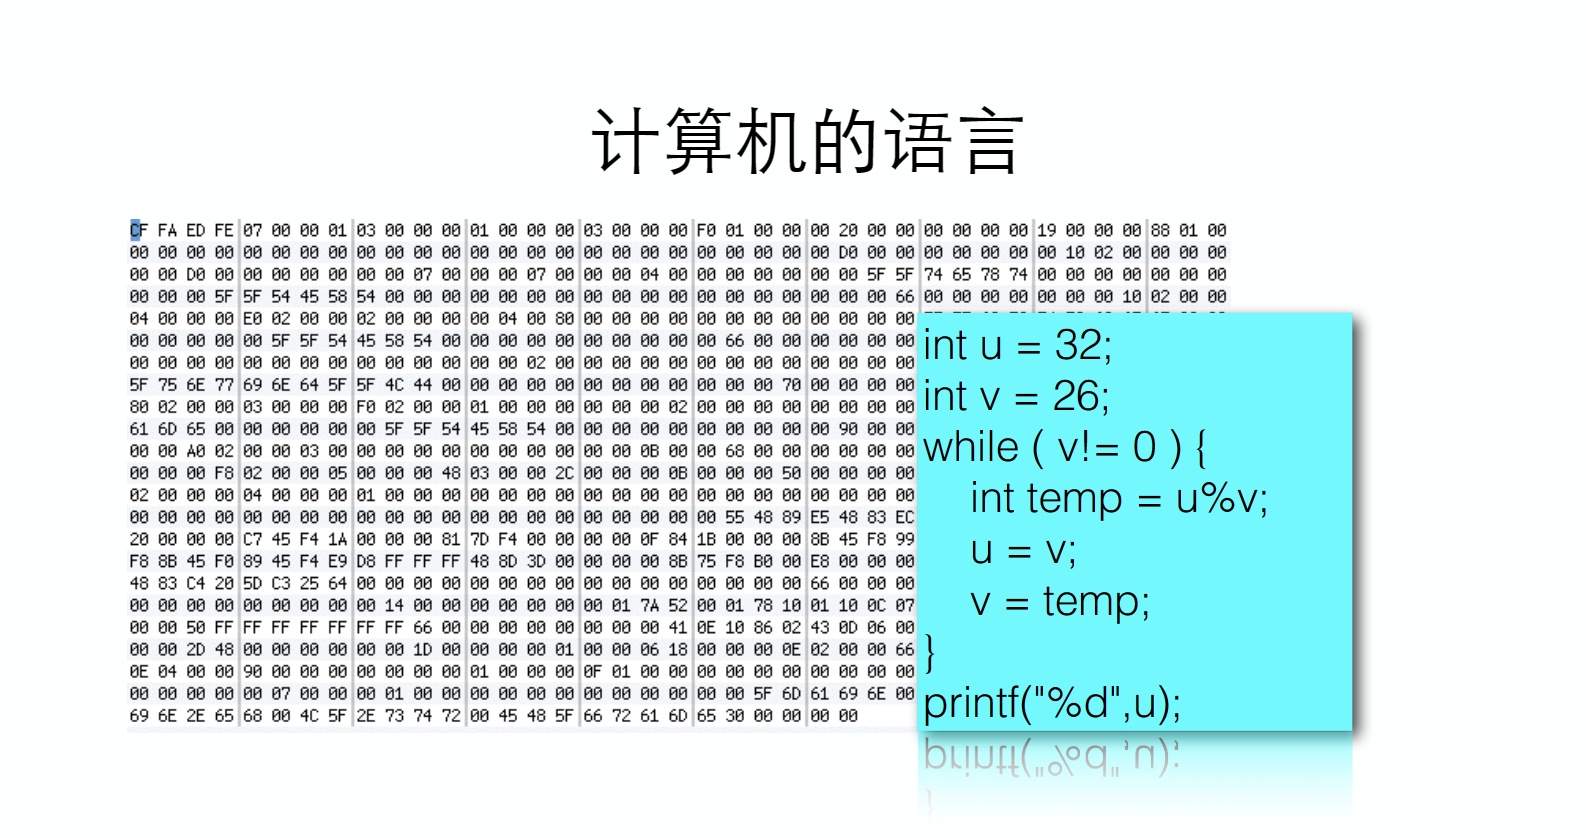 计算机的语言
CF FA ED FE 07 00 00 01 03 00 00 00 01 00 00 00 03 00 00 00 F0 01 00 00 00 20 00 00 00 00 00 00 19 00 00 00 88 01 00
00 00 00 00 00 00 00 00 00 00 00 00 00 00 00 00 00 00 00 00 00 00 00 00 00 D0 00 00 00 00 00 00 00 10 02 00 00 00 00
00 00 D0 00 00 00 00 00 00 00 07 00 00 00 07 00 00 00 04 00 00 00 00 00 00 00 5F 5F 74 65 78 74 00 00 00 00 00 00 00
00 00 00 5F 5F 54 45 58 54 00 00 00 00 00 00 00 00 00 00 00 00 00 00 00 00 00 00 66 00 00 00 00 00 00 00 10 02 00 00
04 00 00 00 E0 02 00 00 02 00 00 00 00 04 00 80 00 00 00 00 00 00 00 00 00 00 00 00
00 00 00 00 00 5F 5F 54 45 58 54 00 00 00 00 00 00 00 00 00 00 66 00 00 00 00 00 00
00 00 00 00 00 00 00 00 00 00 00 00 00 00 02 00 00 00 00 00 00 00 00 00 00 00 00 00
5F 75 6E 77 69 6E 64 5F 5F 4C 44 00 00 00 00 00 00 00 00 00 00 00 00 70 00 00 00 00
80 02 00 00 03 00 00 00 F0 02 00 00 01 00 00 00 00 00 00 02 00 00 00 00 00 00 00 00
61 6D 65 00 00 00 00 00 00 5F 5F 54 45 58 54 00 00 00 00 00 00 00 00 00 90 00 00 00
00 00 A0 02 00 00 03 00 00 00 00 00 00 00 00 00 00 00 0B 00 00 68 00 00 00 00 00 00
00 00 00 F8 02 00 00 05 00 00 00 48 03 00 00 2C 00 00 00 0B 00 00 00 50 00 00 00 00
02 00 00 00 04 00 00 00 01 00 00 00 00 00 00 00 00 00 00 00 00 00 00 00 00 00 00 00
00 00 00 00 00 00 00 00 00 00 00 00 00 00 00 00 00 00 00 00 00 55 48 89 E5 48 83 EC
20 00 00 00 C7 45 F4 1A 00 00 00 81 7D F4 00 00 00 00 0F 84 1B 00 00 00 8B 45 F8 99
F8 8B 45 F0 89 45 F4 E9 D8 FF FF FF 48 8D 3D 00 00 00 00 8B 75 F8 B0 00 E8 00 00 00
48 83 C4 20 5D C3 25 64 00 00 00 00 00 00 00 00 00 00 00 00 00 00 00 00 66 00 00 00
00 00 00 00 00 00 00 00 00 14 00 00 00 00 00 00 00 01 7A 52 00 01 78 10 01 10 0C 07
00 00 50 FF FF FF FF FF FF FF 66 00 00 00 00 00 00 00 00 41 0E 10 86 02 43 0D 06 00
00 00 2D 48 00 00 00 00 00 00 1D 00 00 00 00 01 00 00 06 18 00 00 00 0E 02 00 00 66
0E 04 00 00 90 00 00 00 00 00 00 00 01 00 00 00 0F 01 00 00 00 00 00 00 00 00 00 00
00 00 00 00 00 07 00 00 00 01 00 00 00 00 00 00 00 00 00 00 00 00 5F 6D 61 69 6E 00
69 6E 2E 65 68 00 4C 5F 2E 73 74 72 00 45 48 5F 66 72 61 6D 65 30 00 00 00 00
int u = 32;
int v = 26;
while ( v!= 0 ) {
int temp = u%v;
u = v;
v = temp;
}
printf("%d",u);